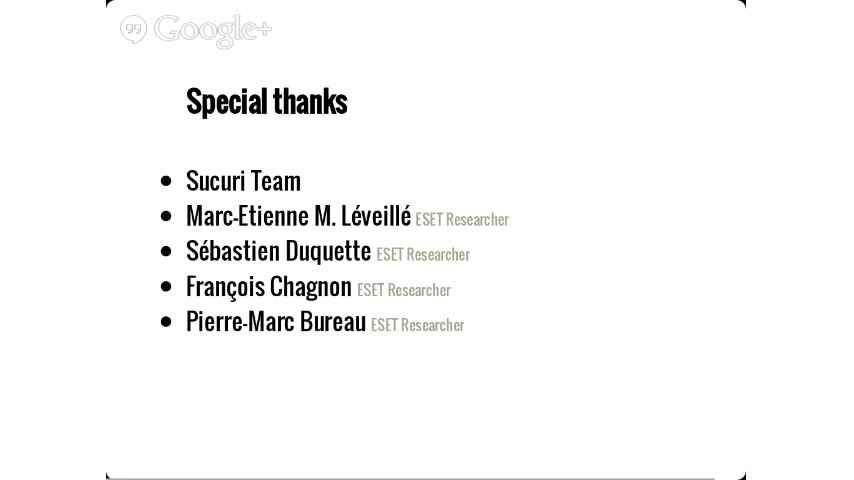 Google+
Special thanks
Sucuri Team
Marc-Etienne M. Léveillé ESET Researcher
Sébastien Duquette ESET Researcher
François Chagnon ESET Researcher
Pierre-Marc Bureau ESET Researcher